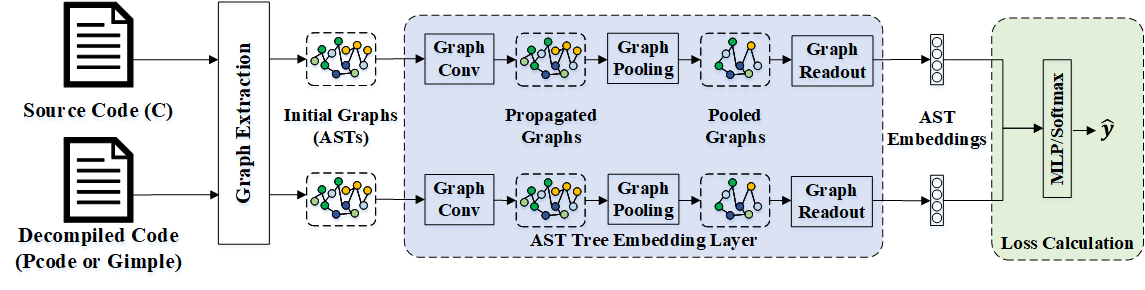 Source Code (C)
Decompiled Code
(Pcode or Gimple)
Graph Extraction
Initial Graphs
(ASTs)
Graph
Conv
Propagated
Graphs
Graph
Pooling
Pooled
Graphs
Graph
Readout
Graph
Conv
Graph
Pooling
Graph
Readout
AST Tree Embedding Layer
AST
Embeddings
MLP/Softmax
ŷ
Loss Calculation